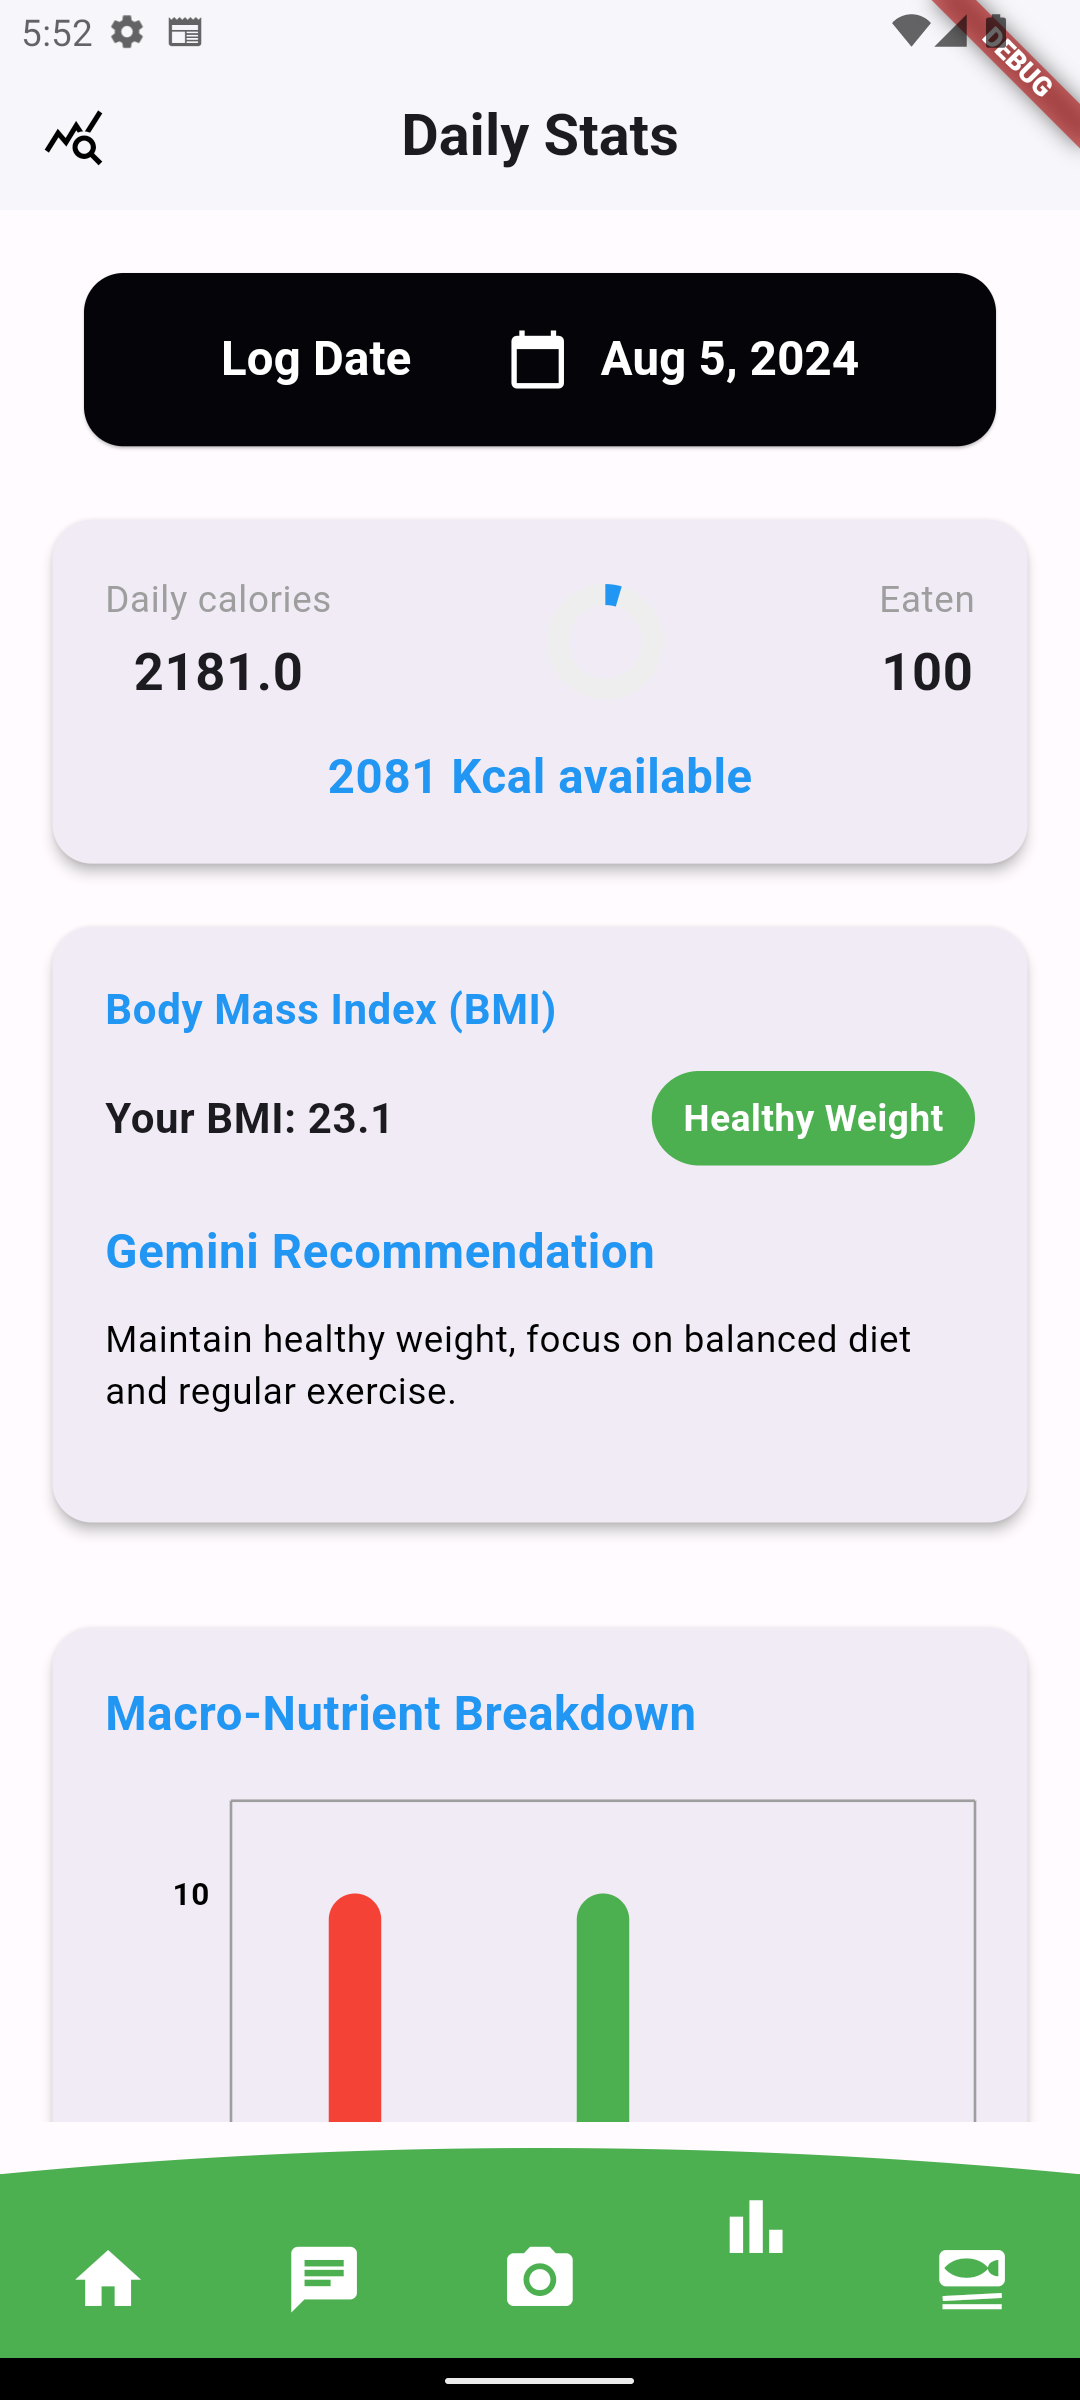 5:52
DEBUG
Daily Stats
Log Date Aug 5, 2024
Daily calories Eaten
2181.0 100
2081 Kcal available
Body Mass Index (BMI)
Your BMI: 23.1 Healthy Weight
Gemini Recommendation
Maintain healthy weight, focus on balanced diet
and regular exercise.
Macro-Nutrient Breakdown
10